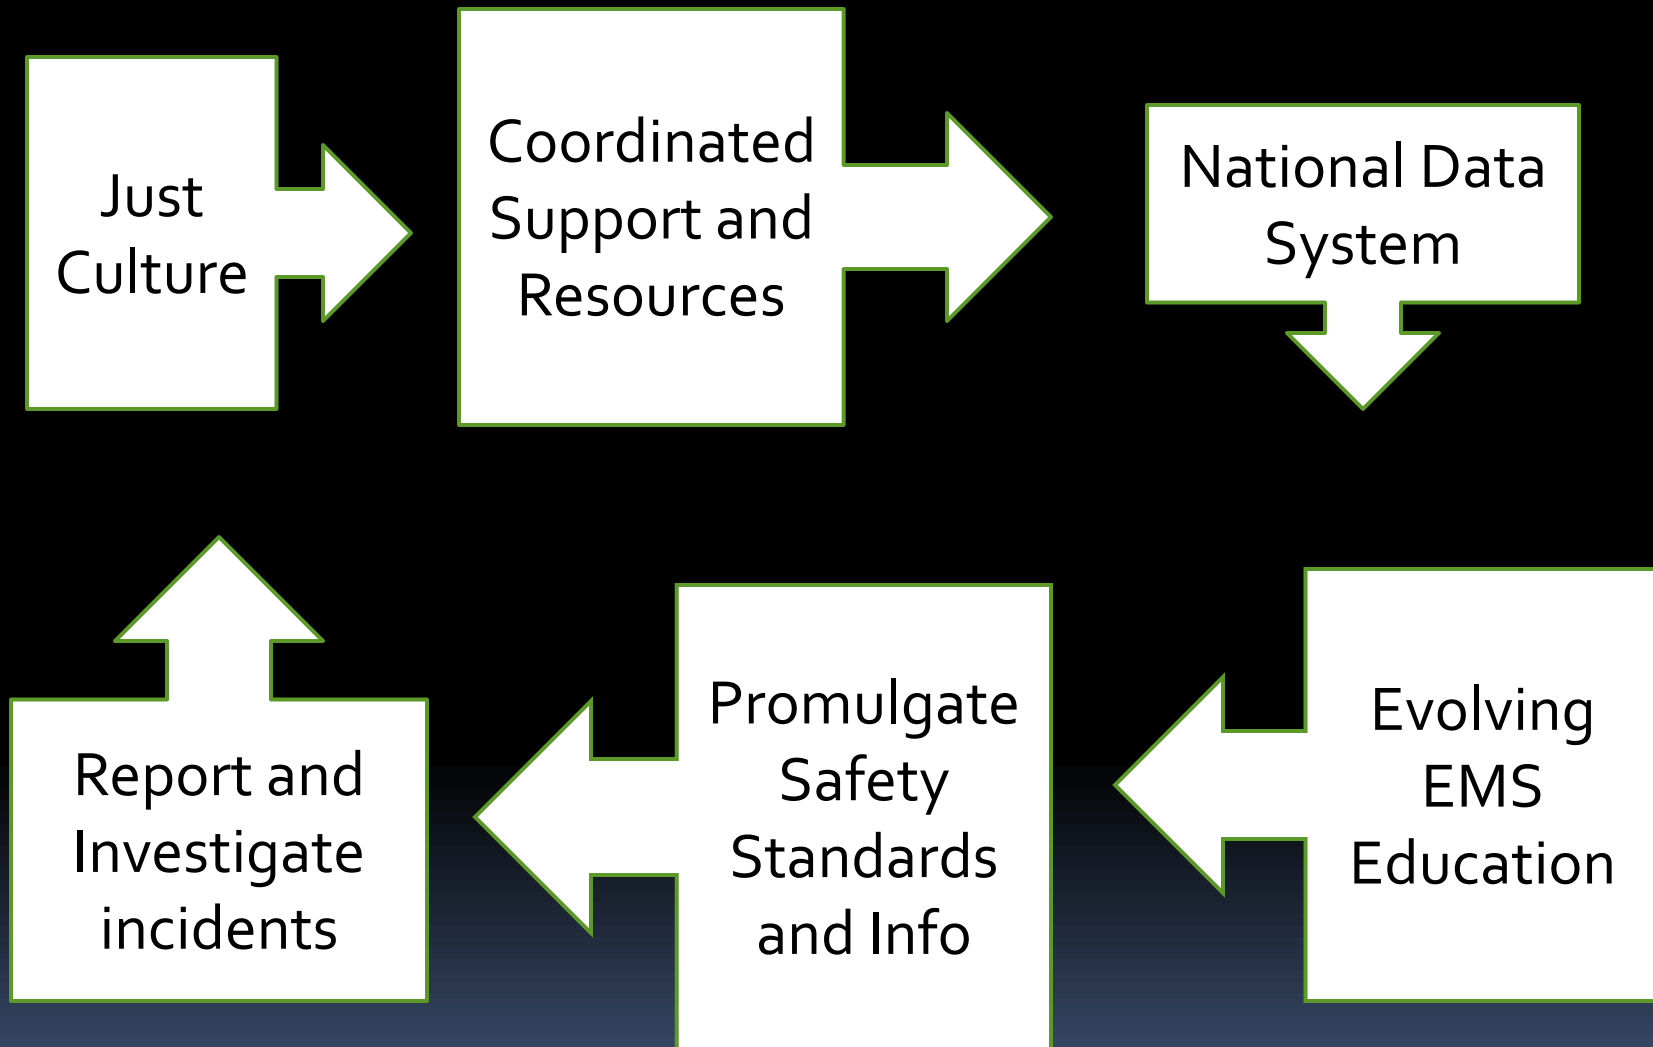 Just
Culture
Coordinated
Support and
Resources
National Data
System
Evolving
EMS
Education
Promulgate
Safety
Standards
and Info
Report and
Investigate
incidents